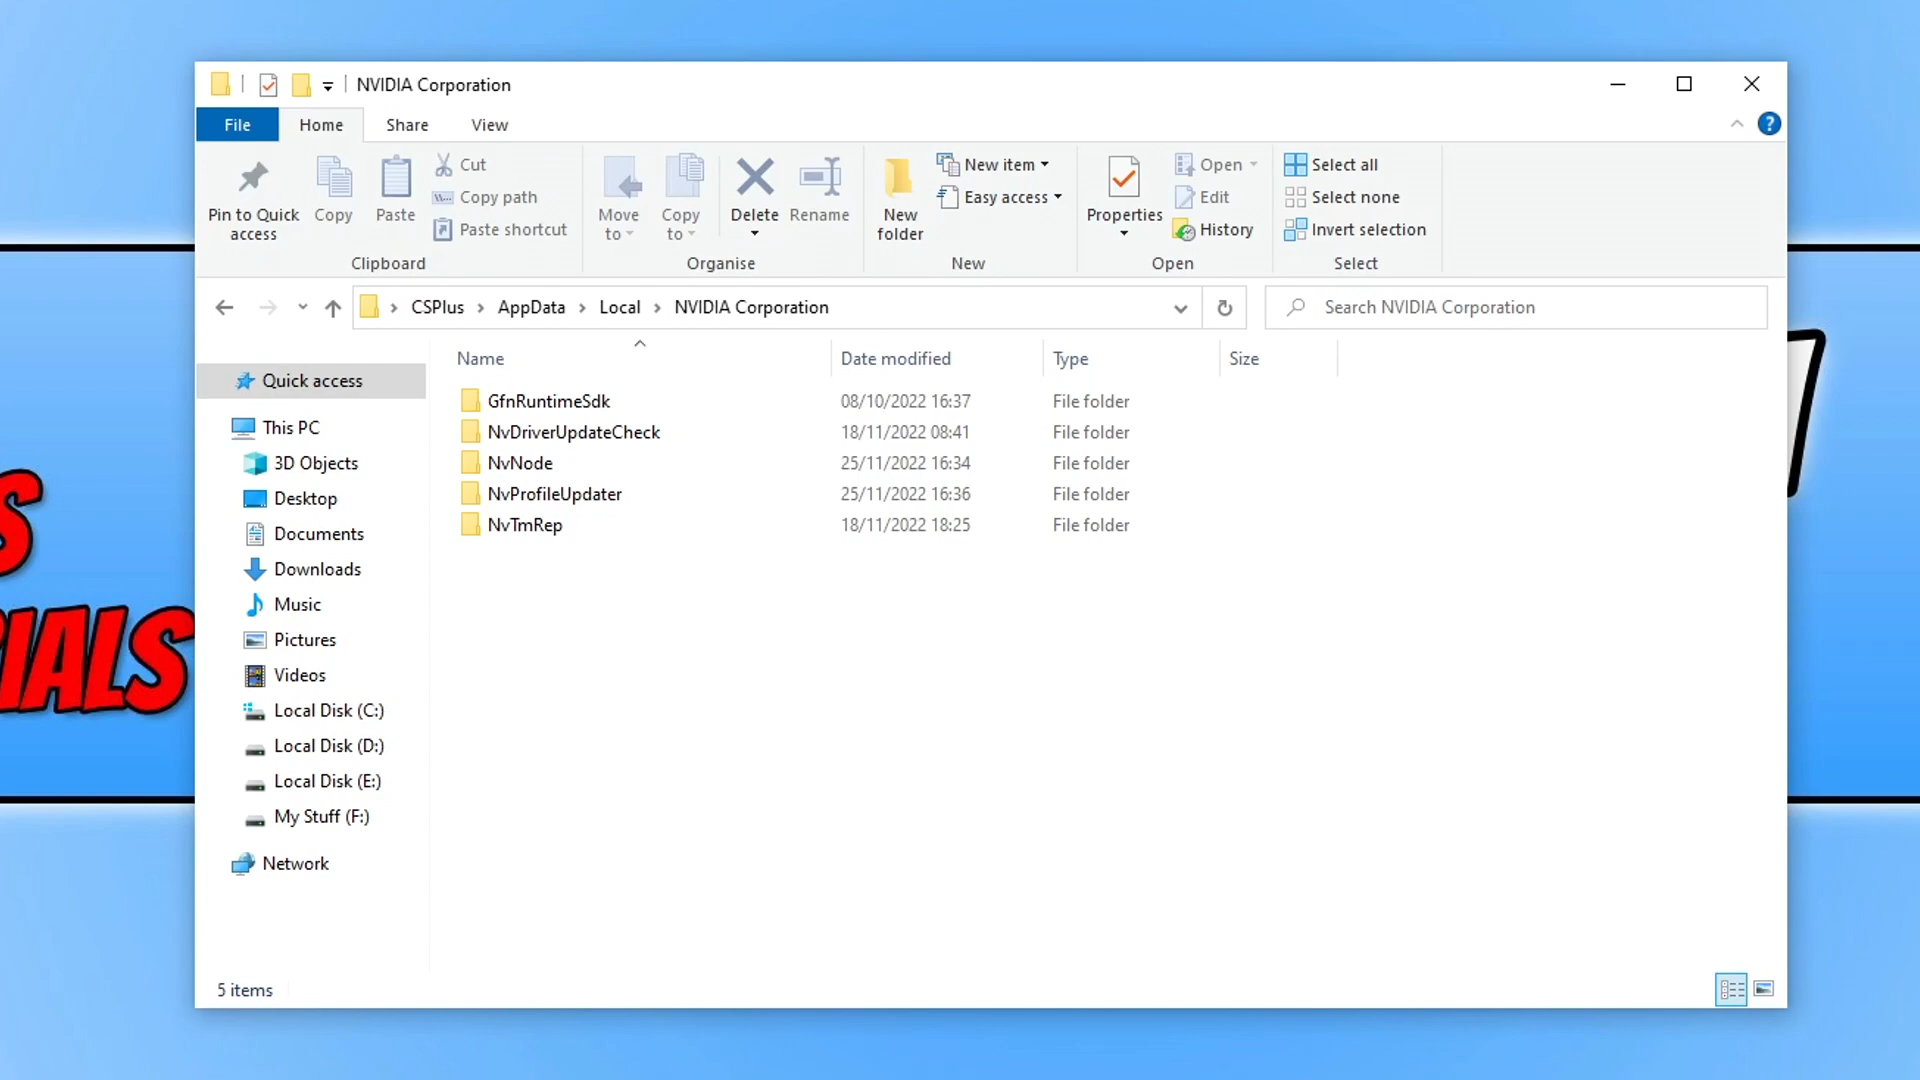 NVIDIA Corporation
File Home Share View
Pin to Quick access
Copy
Paste
Cut
Copy path
Paste shortcut
Clipboard
Move to
Copy to
Delete
Rename
Organise
New folder
New item
Easy access
New
Properties
Open
Edit
History
Open
Select all
Select none
Invert selection
Select
CSPlus > AppData > Local > NVIDIA Corporation
Search NVIDIA Corporation
Name Date modified Type Size
GfnRuntimeSdk 08/10/2022 16:37 File folder
NvDriverUpdateCheck 18/11/2022 08:41 File folder
NvNode 25/11/2022 16:34 File folder
NvProfileUpdater 25/11/2022 16:36 File folder
NvTmRep 18/11/2022 18:25 File folder
Quick access
This PC
3D Objects
Desktop
Documents
Downloads
Music
Pictures
Videos
Local Disk (C:)
Local Disk (D:)
Local Disk (E:)
My Stuff (F:)
Network
5 items
S
IALS